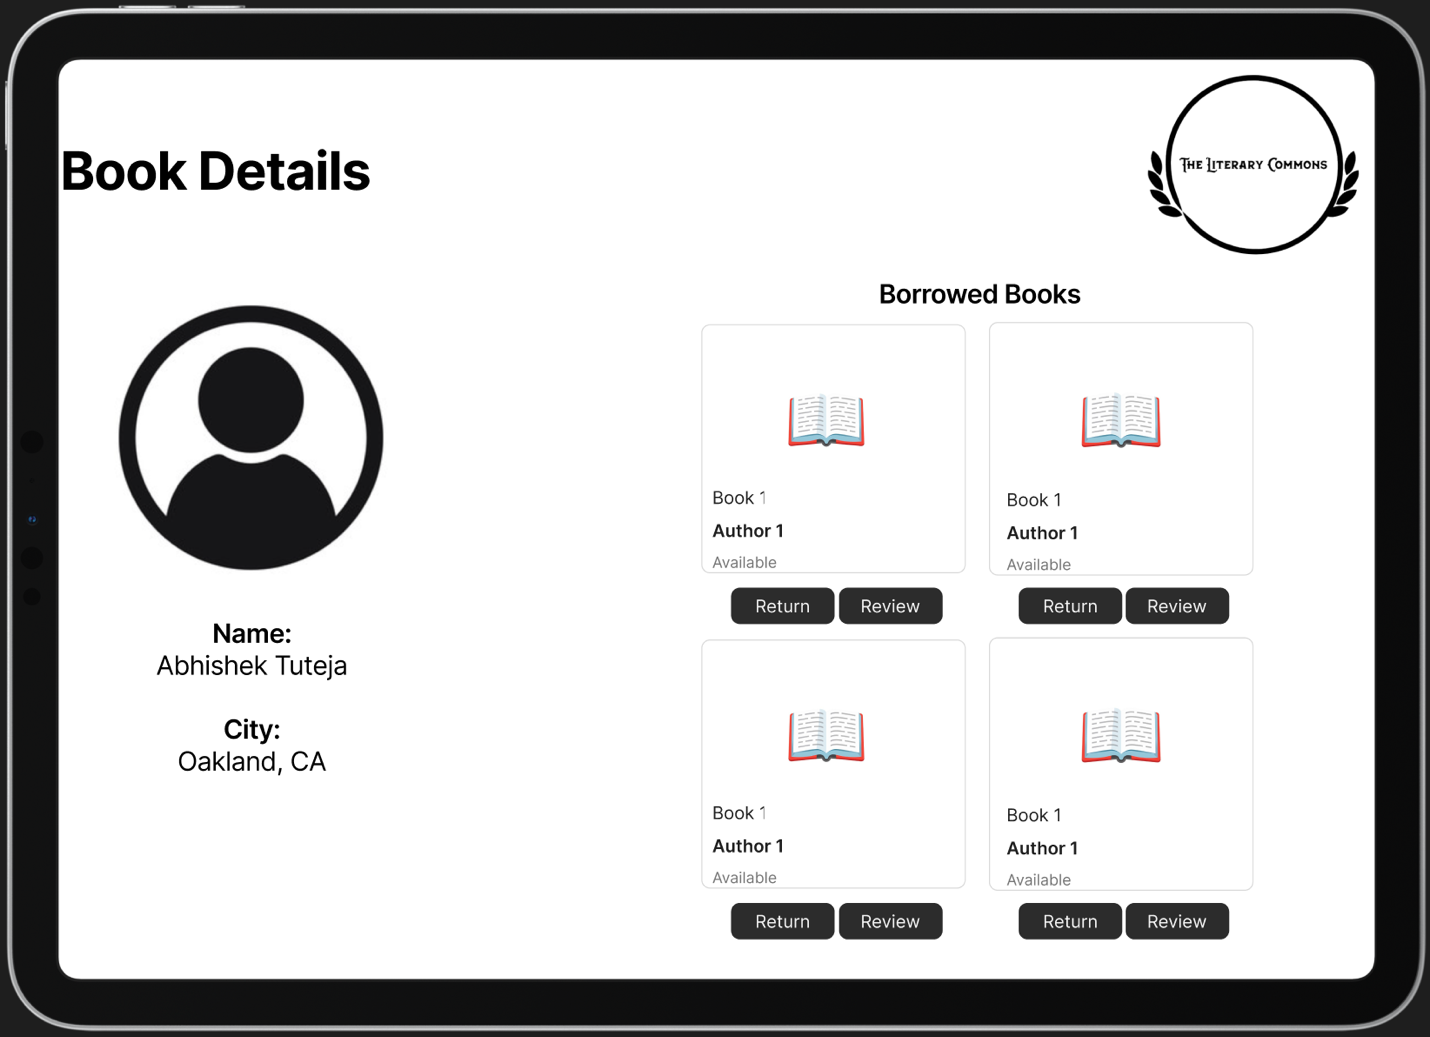 Book Details
The Literary Commons
Name:
Abhishek Tuteja
City:
Oakland, CA
Borrowed Books
Book 1
Author 1
Available
Return Review
Book 1
Author 1
Available
Return Review
Book 1
Author 1
Available
Return Review
Book 1
Author 1
Available
Return Review